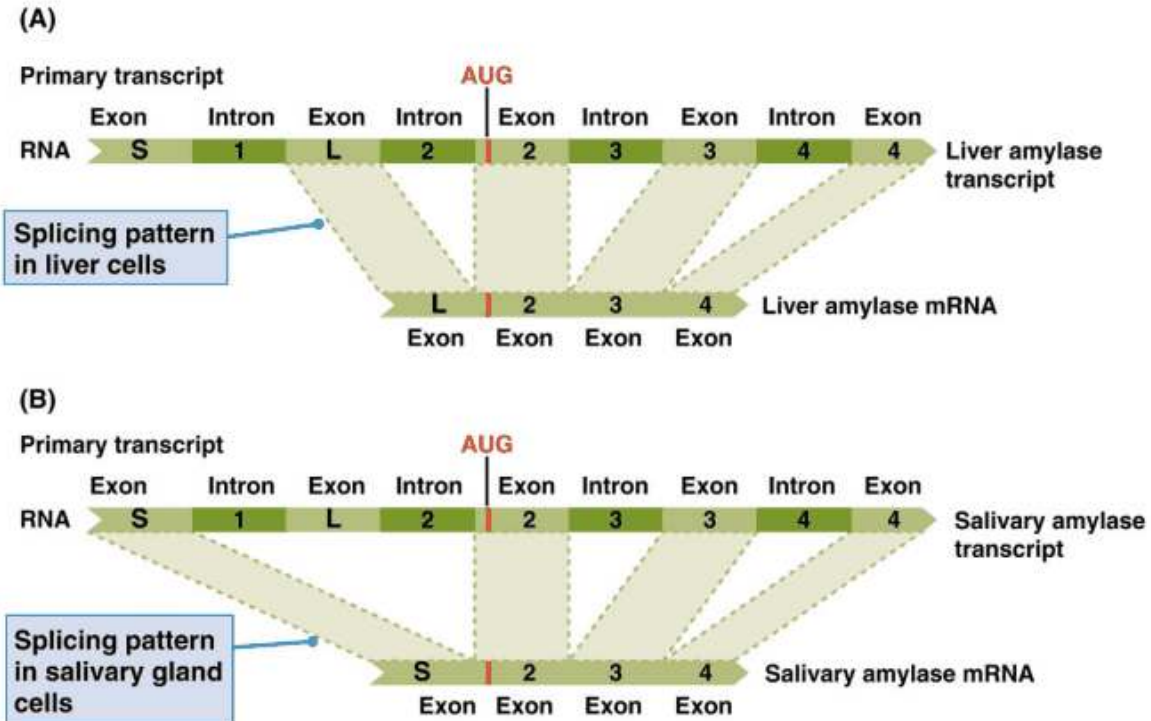 (A)
Primary transcript
AUG
Exon Intron Exon Intron Exon Intron Exon Intron Exon
RNA S 1 L 2 2 3 3 4 4 Liver amylase
transcript
Splicing pattern
in liver cells
L 2 3 4 Liver amylase mRNA
Exon Exon Exon Exon
(B)
Primary transcript
AUG
Exon Intron Exon Intron Exon Intron Exon Intron Exon
RNA S 1 L 2 2 3 3 4 4 Salivary amylase
transcript
Splicing pattern
in salivary gland
cells
S 2 3 4 Salivary amylase mRNA
Exon Exon Exon Exon